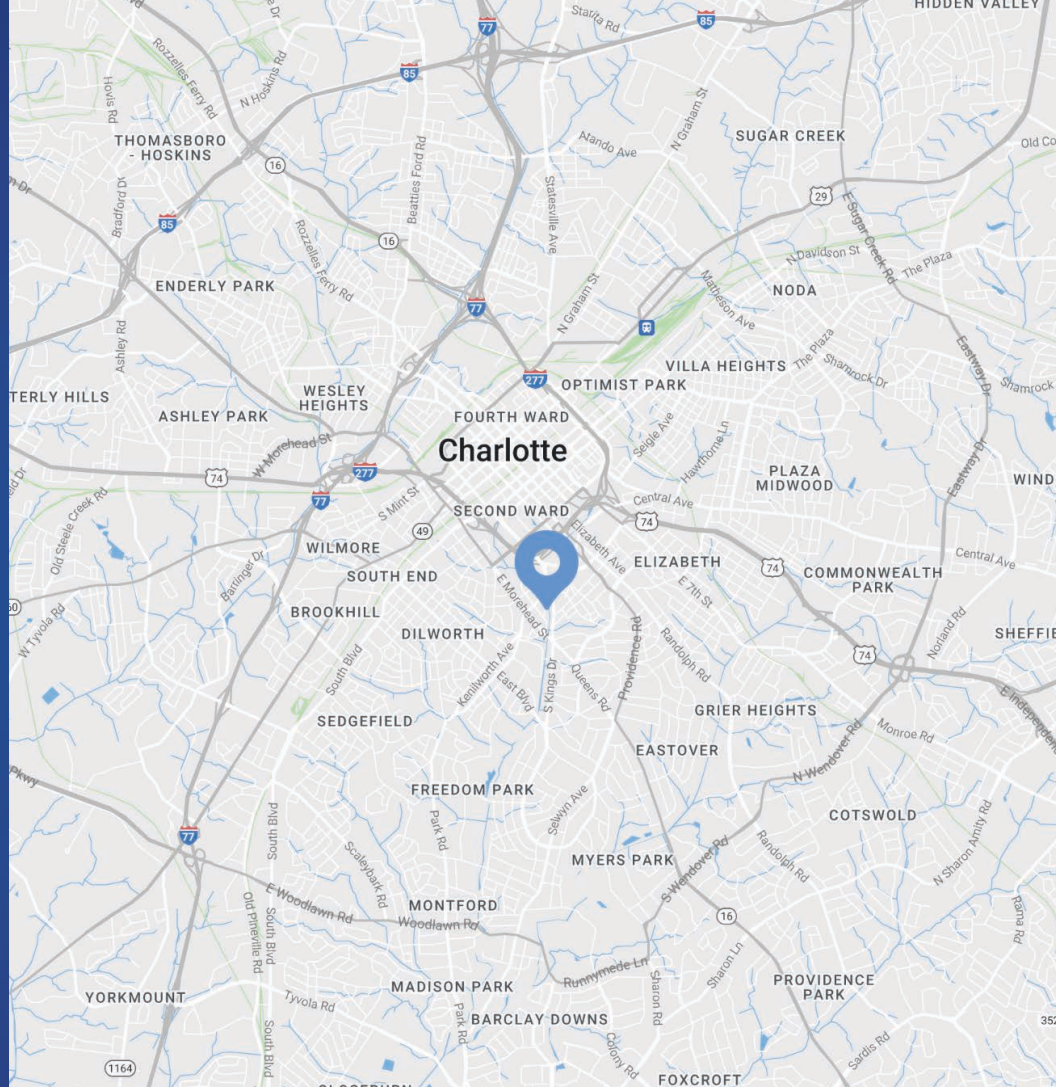 HIDDEN VALLEY
77
Statita Rd
85
85
Rozzelles Ferry Rd
N Hoskins Rd
Hovis Rd
N Graham St
THOMASBORO
- HOSKINS
SUGAR CREEK
Atando Ave
Beatties Ford Rd
16
Statesville Ave
Bradford Dr
29
E Sugar Creek Rd
85
16
Rozzelles Ferry Rd
N Davidson St
The Plaza
ENDERLY PARK
NODA
Matheson Ave
77
N Graham St
Ashley Rd
The Plaza
Eastway Dr
VILLA HEIGHTS
Shamrock Dr
Shamrock
277
OPTIMIST PARK
TERLY HILLS
WESLEY
HEIGHTS
ASHLEY PARK
FOURTH WARD
Seigle Ave
Hawthorne Ln
W Morehead St
Charlotte
Eastway Dr
277
74
PLAZA
MIDWOOD
WIND
77
S Mint St
Central Ave
Old Steele Creek Rd
SECOND WARD
74
49
Elizabeth Ave
WILMORE
ELIZABETH
Central Ave
74
SOUTH END
COMMONWEALTH
PARK
Barringer Dr
E Morehead St
E 7th St
BROOKHILL
W Tyvola Rd
DILWORTH
Norland Rd
SHEFFIE
Randolph Rd
Providence Rd
74
South Blvd
Kenilworth Ave
East Blvd
S Kings Dr
Queens Rd
SEDGEFIELD
GRIER HEIGHTS
E Independen
Monroe Rd
EASTOVER
N Wendover Rd
Pkwy
FREEDOM PARK
Selwyn Ave
COTSWOLD
77
South Blvd
Park Rd
Scaleybark Rd
MYERS PARK
Randolph Rd
N Sharon Amity Rd
S Wendover Rd
E Woodlawn Rd
MONTFORD
Woodlawn Rd
16
Rama Rd
Old Pineville Rd
South Blvd
Runnymede Ln
Sharon Rd
Sharon Ln
YORKMOUNT
Tyvola Rd
MADISON PARK
PROVIDENCE
PARK
Park Rd
BARCLAY DOWNS
352
South Blvd
Colony Rd
Sardis Rd
1164
FOXCROFT